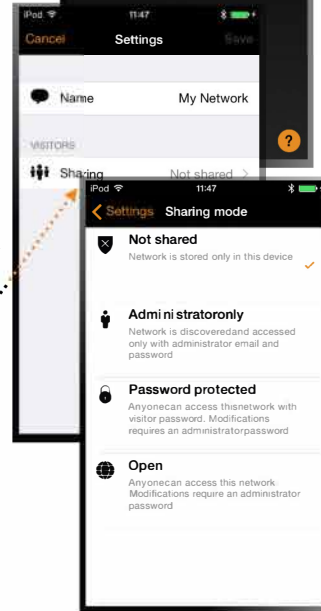 iPod 11:47
Cancel Settings Save
Name My Network
VISITORS
Sharing Not shared >
?
iPod 11:47
< Settings Sharing mode
Not shared
Network is stored only in this device
Admi ni stratoronly
Network is discoveredand accessed
only with administrator email and
password
Password protected
Anyonecan access thisnetwork with
visitor password. Modifications
requires an administratorpassword
Open
Anyonecan access this network
Modifications require an administrator
password